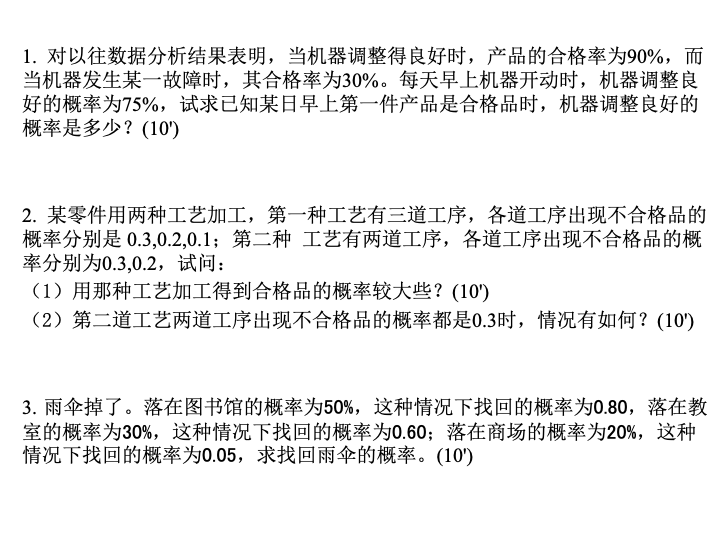 1. 对以往数据分析结果表明，当机器调整得良好时，产品的合格率为90%，而
当机器发生某一故障时，其合格率为30%。每天早上机器开动时，机器调整良
好的概率为75%，试求已知某日早上第一件产品是合格品时，机器调整良好的
概率是多少？(10')
2. 某零件用两种工艺加工，第一种工艺有三道工序，各道工序出现不合格品的
概率分别是 0.3,0.2,0.1；第二种 工艺有两道工序，各道工序出现不合格品的概
率分别为0.3,0.2，试问：
（1）用那种工艺加工得到合格品的概率较大些？(10')
（2）第二道工艺两道工序出现不合格品的概率都是0.3时，情况有如何？(10')
3. 雨伞掉了。落在图书馆的概率为50%，这种情况下找回的概率为0.80，落在教
室的概率为30%，这种情况下找回的概率为0.60；落在商场的概率为20%，这种
情况下找回的概率为0.05，求找回雨伞的概率。(10')